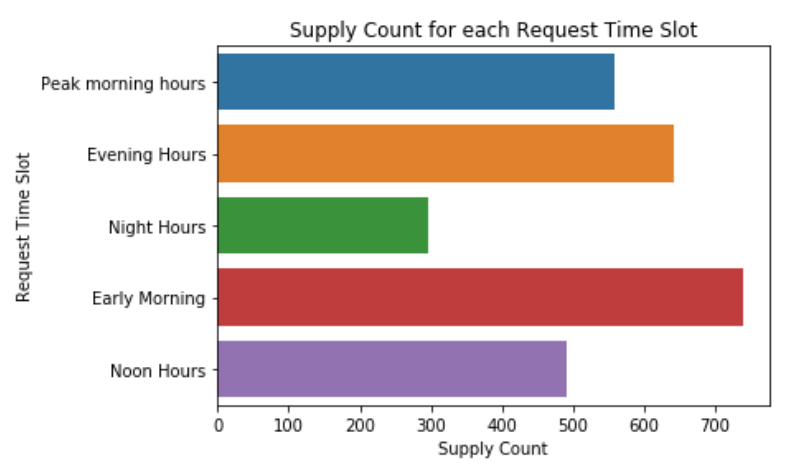 Supply Count for each Request Time Slot
Request Time Slot
Peak morning hours
Evening Hours
Night Hours
Early Morning
Noon Hours
0 100 200 300 400 500 600 700
Supply Count